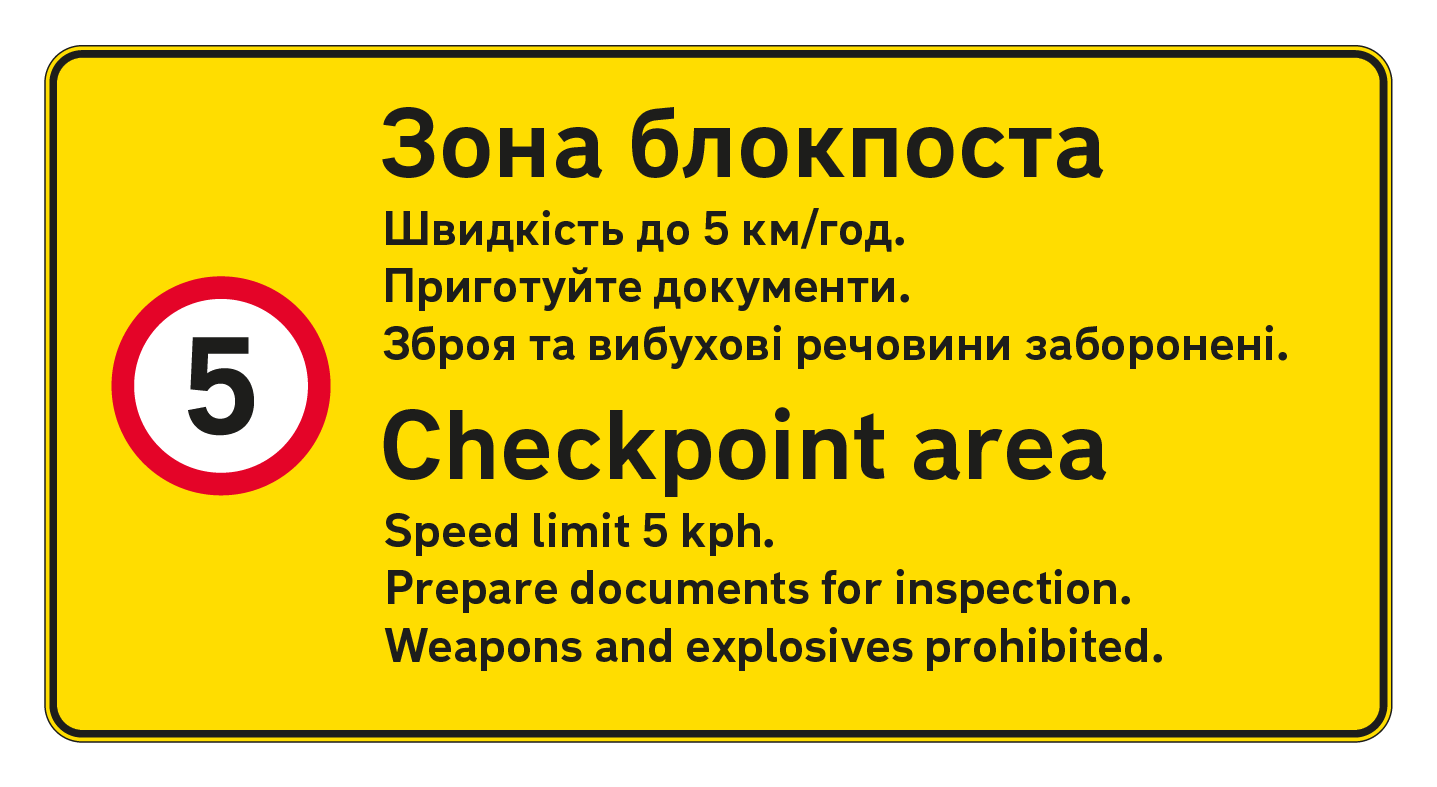 Зона блокпоста
Швидкість до 5 км/год.
Приготуйте документи.
Зброя та вибухові речовини заборонені.
5
Checkpoint area
Speed limit 5 kph.
Prepare documents for inspection.
Weapons and explosives prohibited.